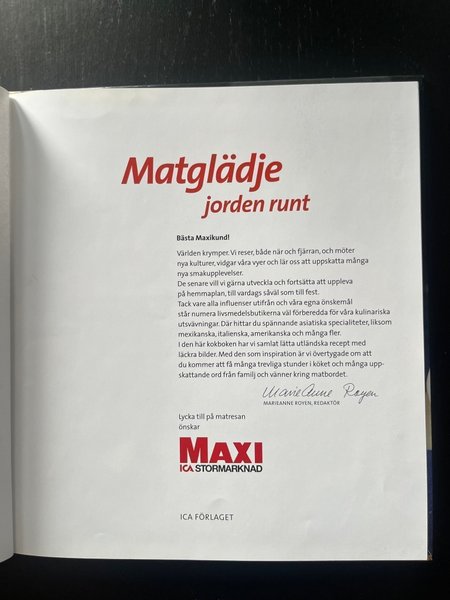 Matglädje
jorden runt
Bästa Maxikund!
Världen krymper. Vi reser, både när och fjärran, och möter
nya kulturer, vidgar våra vyer och lär oss att uppskatta många
nya smakupplevelser.
De senare vill vi gärna utveckla och fortsätta att uppleva
på hemmaplan, till vardags såväl som till fest.
Tack vare alla influenser utifrån och våra egna önskemål
står numera livsmedelsbutikerna väl förberedda för våra kulinariska
utsvävningar. Där hittar du spännande asiatiska specialiteter, liksom
mexikanska, italienska, amerikanska och många fler.
I den här kokboken har vi samlat lätta utländska recept med
läckra bilder. Med den som inspiration är vi övertygade om att
du kommer att få många trevliga stunder i köket och många upp-
skattande ord från familj och vänner kring matbordet.
MarieAnne Royen
MARIEANNE ROYEN, REDAKTÖR
Lycka till på matresan
önskar
MAXI
ICA STORMARKNAD
ICA FÖRLAGET